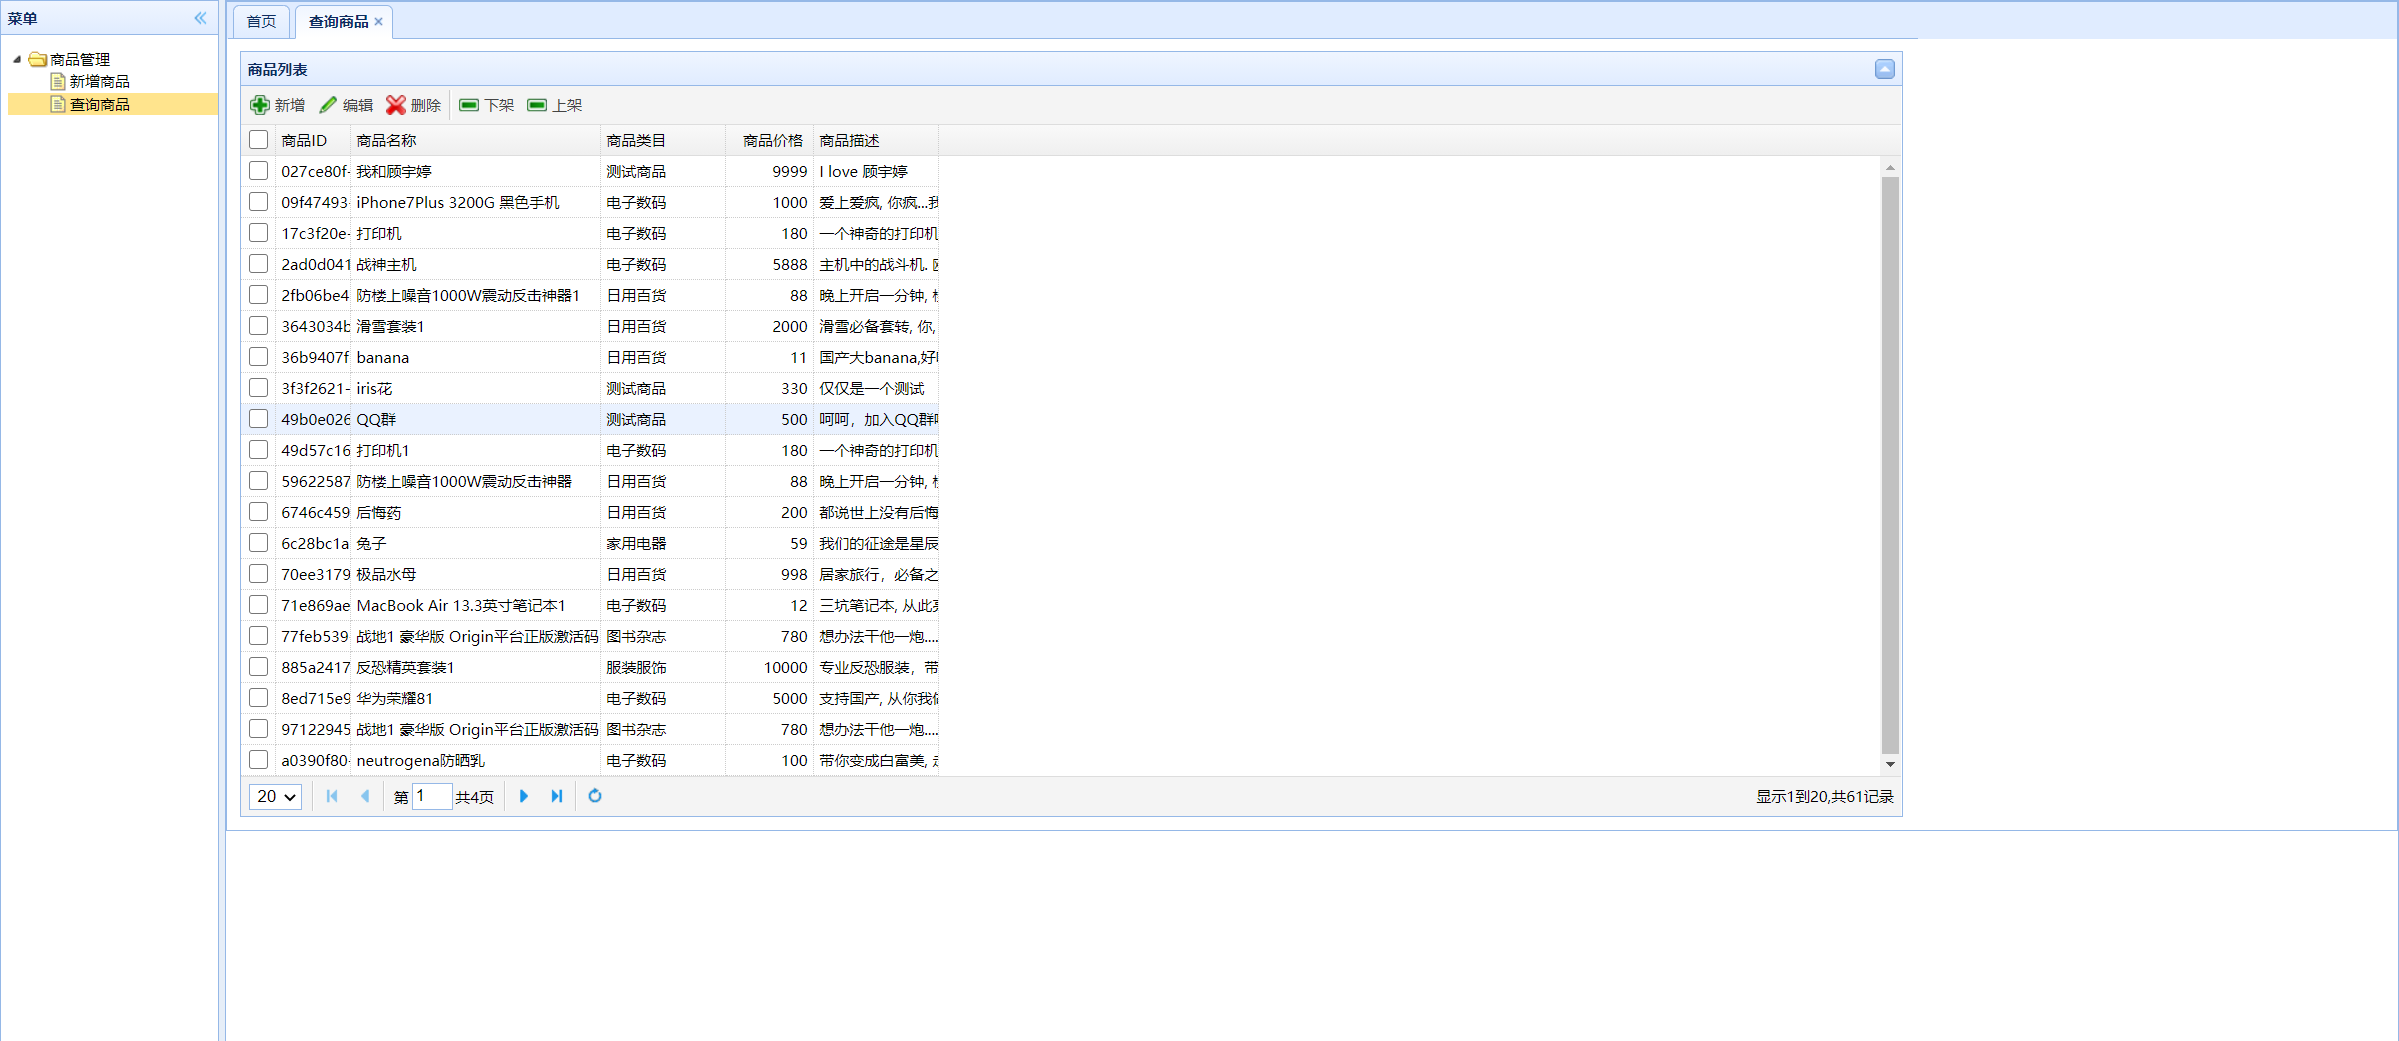 菜单
商品管理
新增商品
查询商品
首页 查询商品
商品列表
新增 编辑 删除 下架 上架
商品ID 商品名称 商品类目 商品价格 商品描述
027ce80f- 我和顾宇婷 测试商品 9999 I love 顾宇婷
09f47493 iPhone7Plus 3200G 黑色手机 电子数码 1000 爱上爱疯, 你疯...我
17c3f20e- 打印机 电子数码 180 一个神奇的打印机
2ad0d041 战神主机 电子数码 5888 主机中的战斗机.
2fb06be4 防楼上噪音1000W震动反击神器1 日用百货 88 晚上开启一分钟,
3643034b 滑雪套装1 日用百货 2000 滑雪必备套转, 你,
36b9407f banana 日用百货 11 国产大banana,好
3f3f2621- iris花 测试商品 330 仅仅是一个测试
49b0e026 QQ群 测试商品 500 呵呵，加入QQ群
49d57c16 打印机1 电子数码 180 一个神奇的打印机
59622587 防楼上噪音1000W震动反击神器 日用百货 88 晚上开启一分钟,
6746c459 后悔药 日用百货 200 都说世上没有后悔
6c28bc1a 兔子 家用电器 59 我们的征途是星辰
70ee3179 极品水母 日用百货 998 居家旅行，必备之
71e869ae MacBook Air 13.3英寸笔记本1 电子数码 12 三坑笔记本, 从此
77feb539 战地1 豪华版 Origin平台正版激活码 图书杂志 780 想办法干他一炮....
885a2417 反恐精英套装1 服装服饰 10000 专业反恐服装，带
8ed715e9 华为荣耀81 电子数码 5000 支持国产, 从你我做
97122945 战地1 豪华版 Origin平台正版激活码 图书杂志 780 想办法干他一炮....
a0390f80- neutrogena防晒乳 电子数码 100 带你变成白富美,
20 第 1 共4页 显示1到20,共61记录